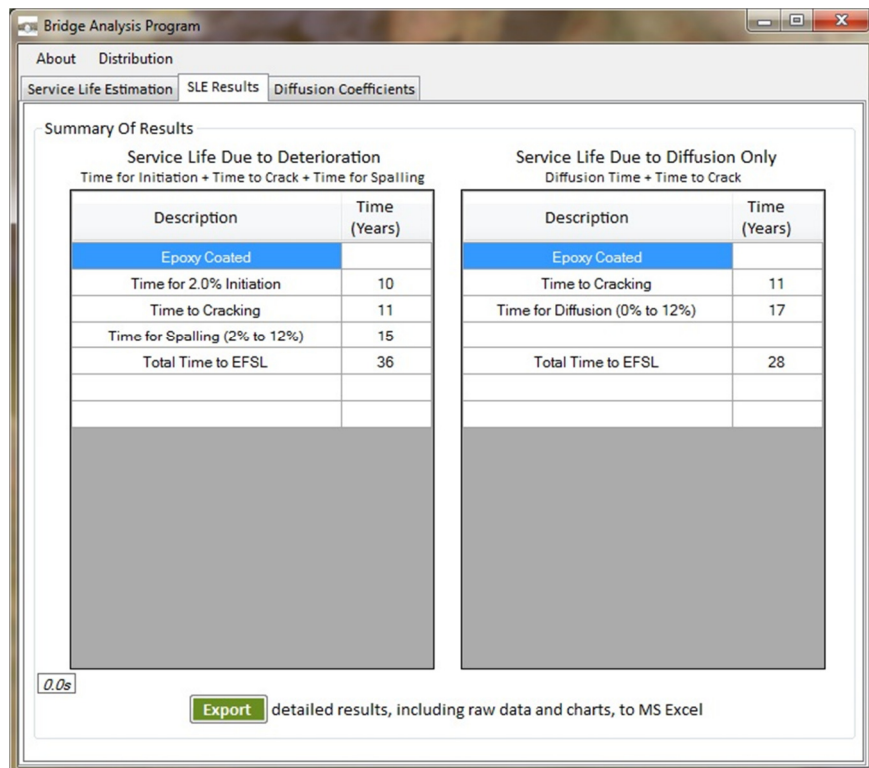 Bridge Analysis Program
About Distribution
Service Life Estimation SLE Results Diffusion Coefficients
Summary Of Results
Service Life Due to Deterioration
Time for Initiation + Time to Crack + Time for Spalling
Description Time (Years)
Epoxy Coated
Time for 2.0% Initiation 10
Time to Cracking 11
Time for Spalling (2% to 12%) 15
Total Time to EFSL 36
Service Life Due to Diffusion Only
Diffusion Time + Time to Crack
Description Time (Years)
Epoxy Coated
Time to Cracking 11
Time for Diffusion (0% to 12%) 17
Total Time to EFSL 28
0.0s
Export detailed results, including raw data and charts, to MS Excel